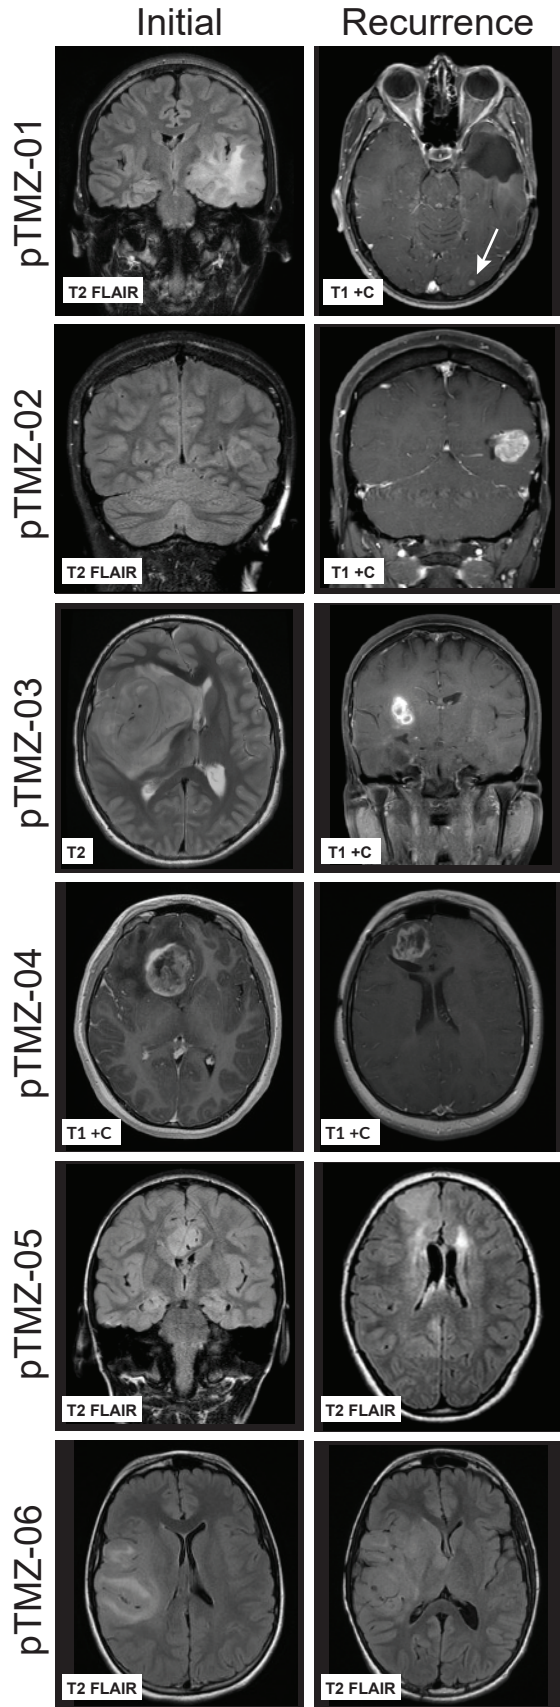 Initial Recurrence
pTMZ-01
T2 FLAIR
T1 +C
pTMZ-02
T2 FLAIR
T1 +C
pTMZ-03
T2
T1 +C
pTMZ-04
T1 +C
T1 +C
pTMZ-05
T2 FLAIR
T2 FLAIR
pTMZ-06
T2 FLAIR
T2 FLAIR